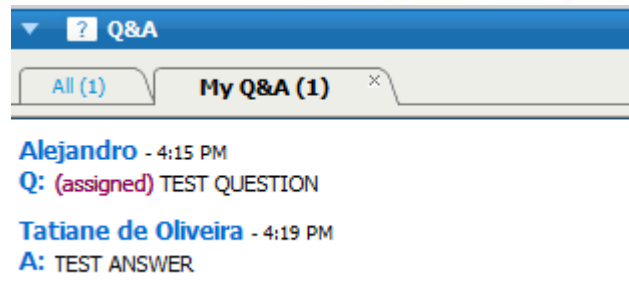 ? Q&A
All (1)
My Q&A (1)
Alejandro - 4:15 PM
Q: (assigned) TEST QUESTION
Tatiane de Oliveira - 4:19 PM
A: TEST ANSWER